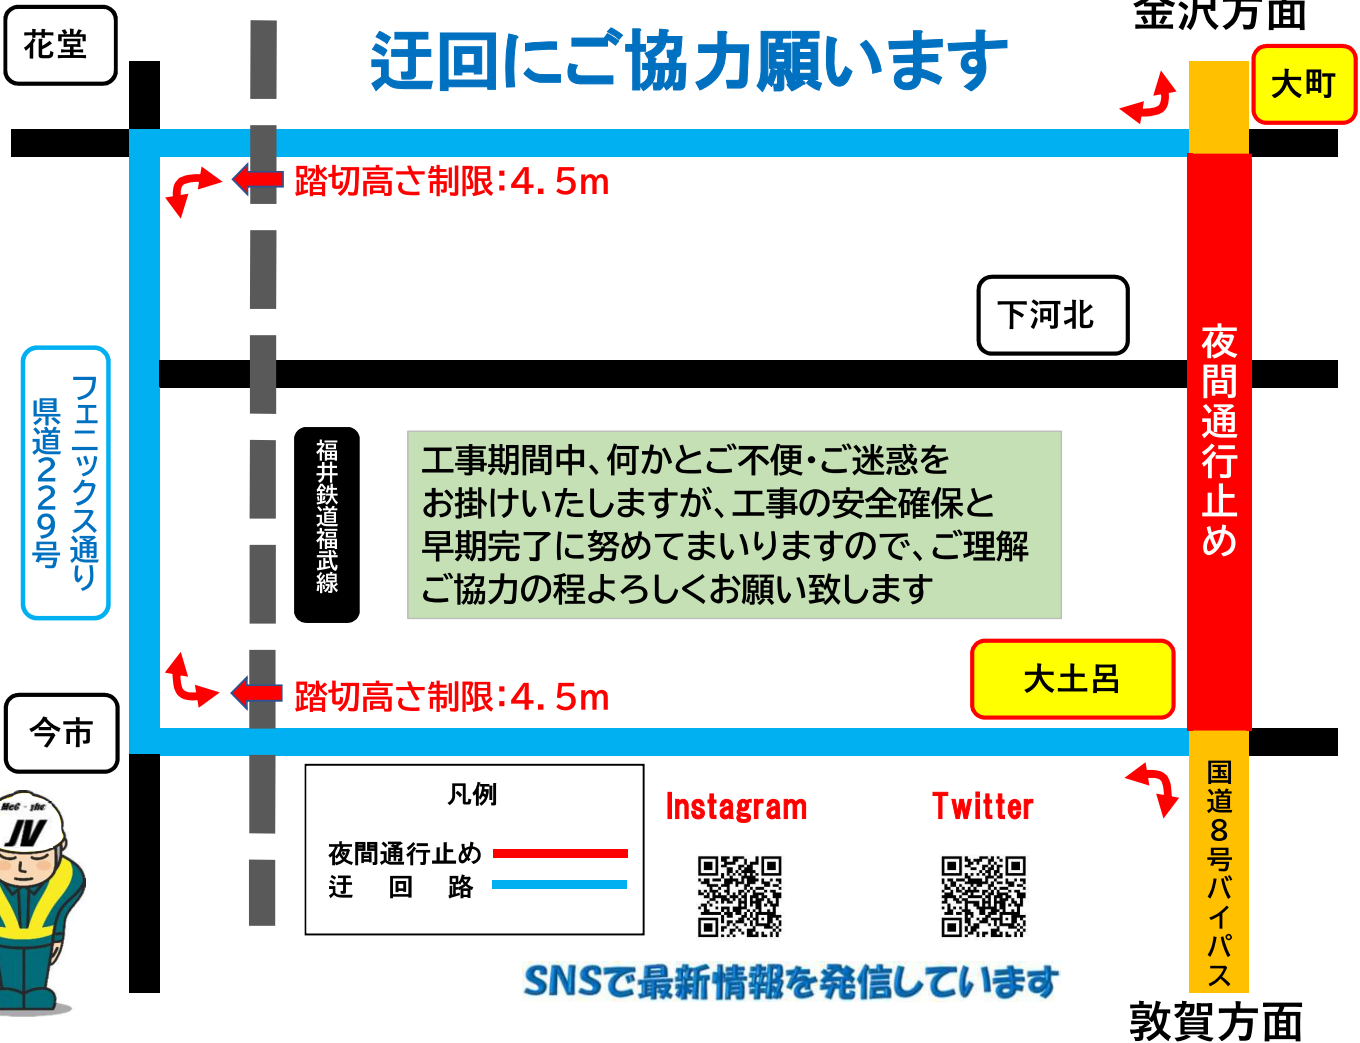 金沢方面
花堂
迂回にご協力願います
大町
踏切高さ制限：4．5m
下河北
夜間通行止め
フェニックス通り
県道229号
福井鉄道福武線
工事期間中、何かとご不便・ご迷惑を
お掛けいたしますが、工事の安全確保と
早期完了に努めてまいりますので、ご理解
ご協力の程よろしくお願い致します
大土呂
踏切高さ制限：4．5m
今市
国道8号バイパス
凡例
夜間通行止め
迂 回 路
Instagram
Twitter
JV
SNSで最新情報を発信しています
敦賀方面